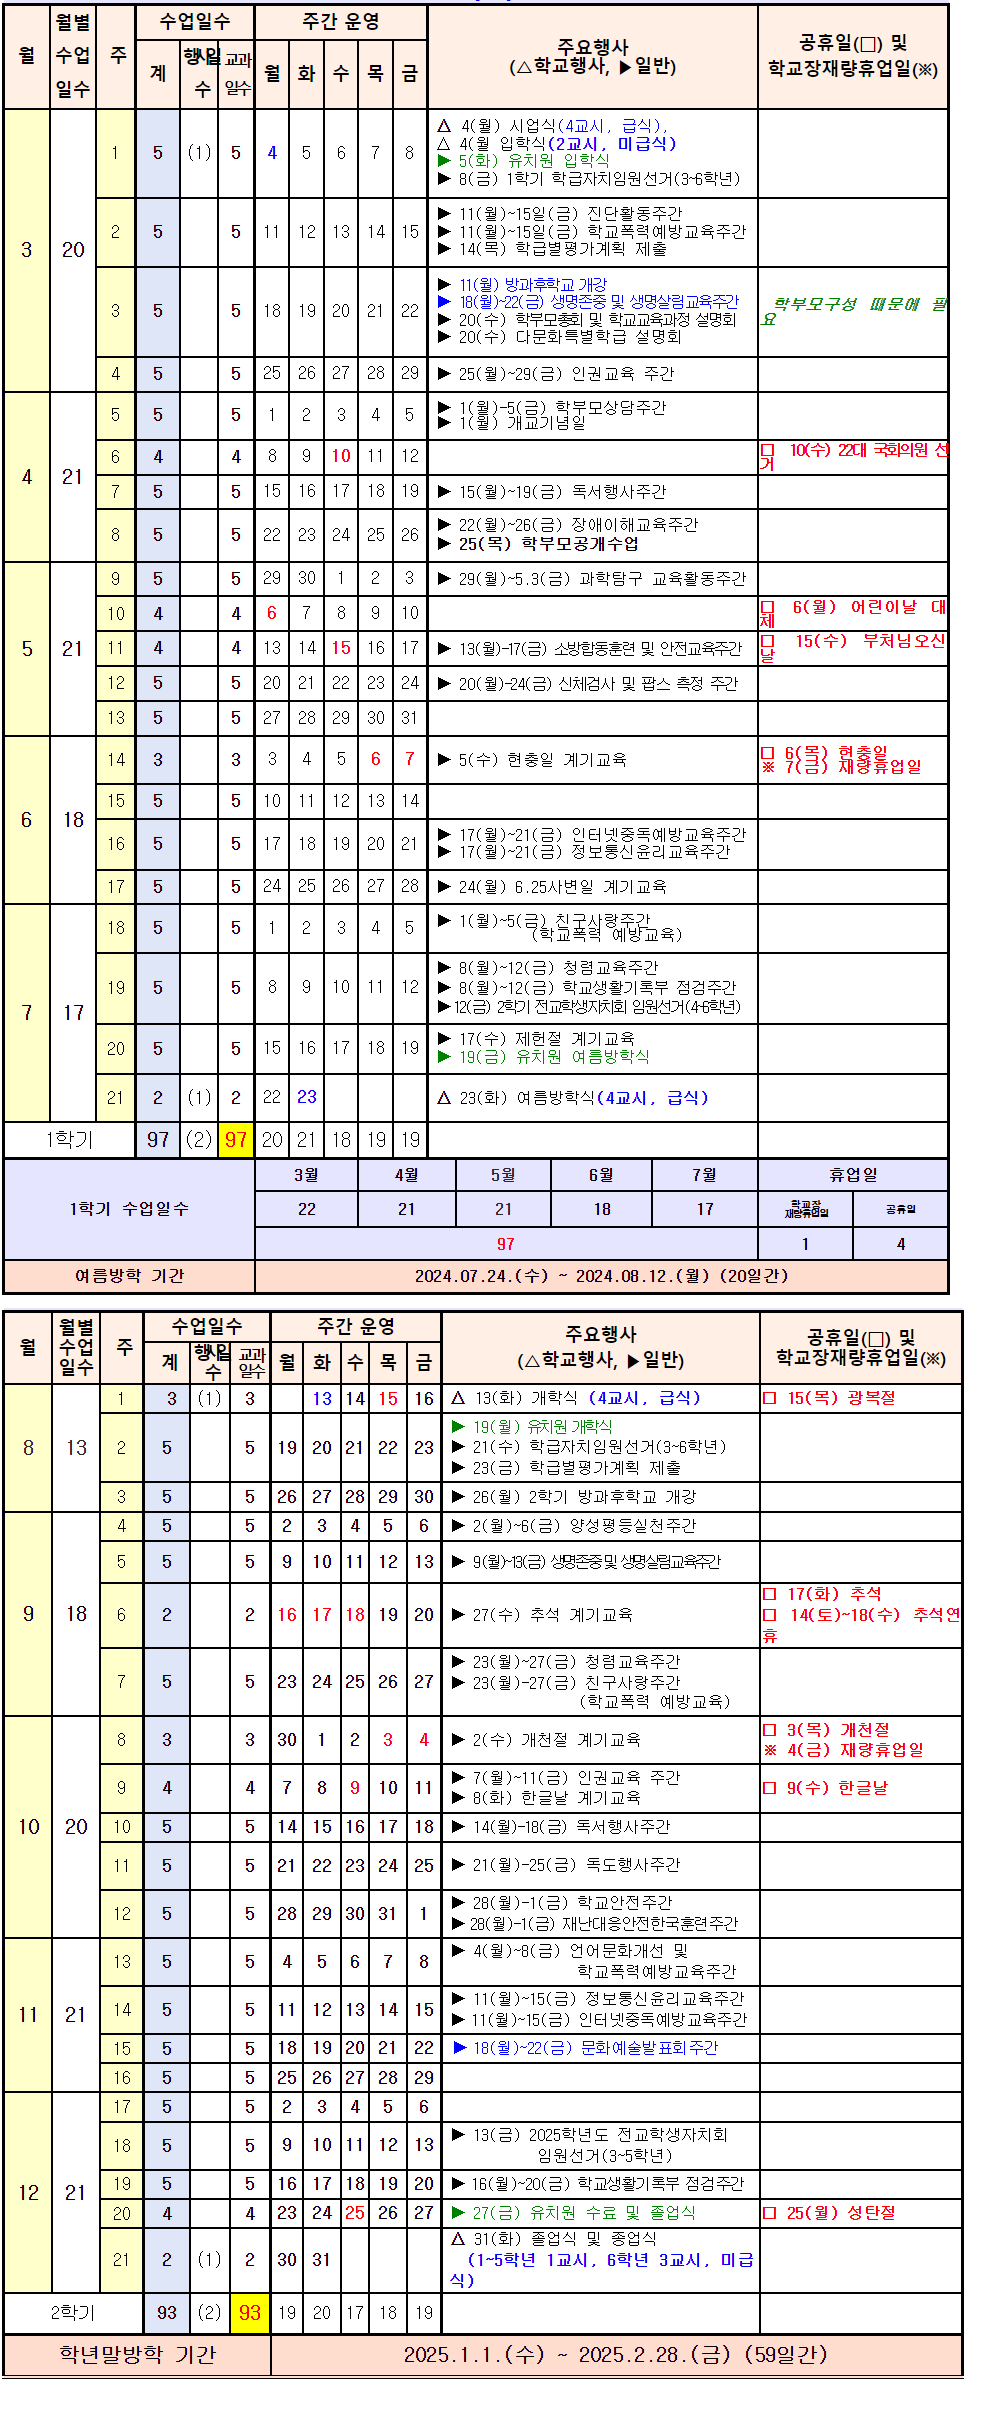 월 월별 수업 일수 주 수업일수 주간 운영 주요행사 (△학교행사, ▶일반) 공휴일(□) 및 학교장재량휴업일(※)
계 행사일수 교과일수 월 화 수 목 금
3 20
1 5 (1) 5 4 5 6 7 8
△ 4(월) 시업식(4교시, 급식),
△ 4(월 입학식(2교시, 미급식)
▶ 5(화) 유치원 입학식
▶ 8(금) 1학기 학급자치임원선거(3~6학년)
2 5 5 11 12 13 14 15
▶ 11(월)~15일(금) 진단활동주간
▶ 11(월)~15일(금) 학교폭력예방교육주간
▶ 14(목) 학급별평가계획 제출
3 5 5 18 19 20 21 22
▶ 11(월) 방과후학교 개강
▶ 18(월)~22(금) 생명존중 및 생명살림교육주간
▶ 20(수) 학부모총회 및 학교교육과정 설명회
▶ 20(수) 다문화특별학급 설명회
학부모구성 때문에 필
요
4 5 5 25 26 27 28 29 ▶ 25(월)~29(금) 인권교육 주간
4 21
5 5 5 1 2 3 4 5
▶ 1(월)-5(금) 학부모상담주간
▶ 1(월) 개교기념일
6 4 4 8 9 10 11 12
□ 10(수) 22대 국회의원 선
거
7 5 5 15 16 17 18 19 ▶ 15(월)~19(금) 독서행사주간
8 5 5 22 23 24 25 26
▶ 22(월)~26(금) 장애이해교육주간
▶ 25(목) 학부모공개수업
5 21
9 5 5 29 30 1 2 3 ▶ 29(월)~5.3(금) 과학탐구 교육활동주간
10 4 4 6 7 8 9 10
□ 6(월) 어린이날 대
체
11 4 4 13 14 15 16 17 ▶ 13(월)-17(금) 소방합동훈련 및 안전교육주간
□ 15(수) 부처님오신
날
12 5 5 20 21 22 23 24 ▶ 20(월)-24(금) 신체검사 및 팝스 측정 주간
13 5 5 27 28 29 30 31
6 18
14 3 3 3 4 5 6 7 ▶ 5(수) 현충일 계기교육
□ 6(목) 현충일
※ 7(금) 재량휴업일
15 5 5 10 11 12 13 14
16 5 5 17 18 19 20 21
▶ 17(월)~21(금) 인터넷중독예방교육주간
▶ 17(월)~21(금) 정보통신윤리교육주간
17 5 5 24 25 26 27 28 ▶ 24(월) 6.25사변일 계기교육
7 17
18 5 5 1 2 3 4 5
▶ 1(월)~5(금) 친구사랑주간
(학교폭력 예방교육)
19 5 5 8 9 10 11 12
▶ 8(월)~12(금) 청렴교육주간
▶ 8(월)~12(금) 학교생활기록부 점검주간
▶12(금) 2학기 전교학생자치회 임원선거(4-6학년)
20 5 5 15 16 17 18 19
▶ 17(수) 제헌절 계기교육
▶ 19(금) 유치원 여름방학식
21 2 (1) 2 22 23 △ 23(화) 여름방학식(4교시, 급식)
1학기 97 (2) 97 20 21 18 19 19
1학기 수업일수 3월 4월 5월 6월 7월 휴업일
22 21 21 18 17 학교장 재량휴업일 공휴일
97 1 4
여름방학 기간 2024.07.24.(수) ~ 2024.08.12.(월) (20일간)
월 월별 수업 일수 주 수업일수 주간 운영 주요행사 (△학교행사, ▶일반) 공휴일(□) 및 학교장재량휴업일(※)
계 행사일수 교과일수 월 화 수 목 금
8 13
1 3 (1) 3 13 14 15 16 △ 13(화) 개학식 (4교시, 급식) □ 15(목) 광복절
2 5 5 19 20 21 22 23
▶ 19(월) 유치원 개학식
▶ 21(수) 학급자치임원선거(3~6학년)
▶ 23(금) 학급별평가계획 제출
3 5 5 26 27 28 29 30 ▶ 26(월) 2학기 방과후학교 개강
9 18
4 5 5 2 3 4 5 6 ▶ 2(월)~6(금) 양성평등실천주간
5 5 5 9 10 11 12 13 ▶ 9(월)~13(금) 생명존중 및 생명살림교육주간
6 2 2 16 17 18 19 20 ▶ 27(수) 추석 계기교육
□ 17(화) 추석
□ 14(토)~18(수) 추석연
휴
7 5 5 23 24 25 26 27
▶ 23(월)~27(금) 청렴교육주간
▶ 23(월)-27(금) 친구사랑주간
(학교폭력 예방교육)
10 20
8 3 3 30 1 2 3 4 ▶ 2(수) 개천절 계기교육
□ 3(목) 개천절
※ 4(금) 재량휴업일
9 4 4 7 8 9 10 11
▶ 7(월)~11(금) 인권교육 주간
▶ 8(화) 한글날 계기교육
□ 9(수) 한글날
10 5 5 14 15 16 17 18 ▶ 14(월)-18(금) 독서행사주간
11 5 5 21 22 23 24 25 ▶ 21(월)-25(금) 독도행사주간
12 5 5 28 29 30 31 1
▶ 28(월)-1(금) 학교안전주간
▶ 28(월)-1(금) 재난대응안전한국훈련주간
11 21
13 5 5 4 5 6 7 8
▶ 4(월)~8(금) 언어문화개선 및
학교폭력예방교육주간
14 5 5 11 12 13 14 15
▶ 11(월)~15(금) 정보통신윤리교육주간
▶ 11(월)~15(금) 인터넷중독예방교육주간
15 5 5 18 19 20 21 22 ▶ 18(월)~22(금) 문화예술발표회주간
16 5 5 25 26 27 28 29
12 21
17 5 5 2 3 4 5 6
18 5 5 9 10 11 12 13
▶ 13(금) 2025학년도 전교학생자치회
임원선거(3~5학년)
19 5 5 16 17 18 19 20 ▶ 16(월)~20(금) 학교생활기록부 점검주간
20 4 4 23 24 25 26 27 ▶ 27(금) 유치원 수료 및 졸업식 □ 25(월) 성탄절
21 2 (1) 2 30 31
△ 31(화) 졸업식 및 종업식
(1~5학년 1교시, 6학년 3교시, 미급
식)
2학기 93 (2) 93 19 20 17 18 19
학년말방학 기간 2025.1.1.(수) ~ 2025.2.28.(금) (59일간)